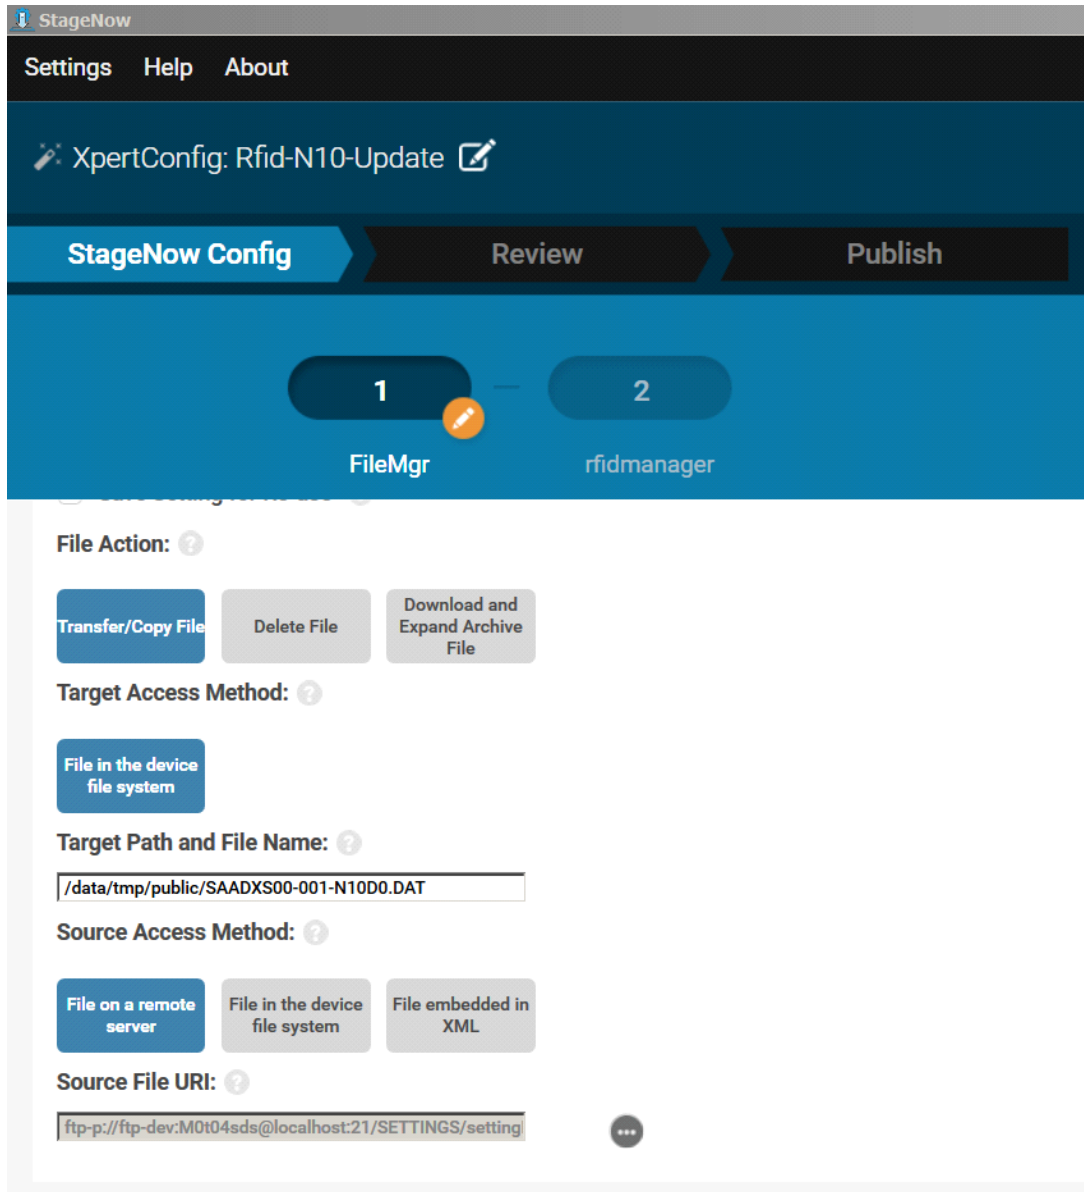 StageNow
Settings Help About
XpertConfig: Rfid-N10-Update
StageNow Config Review Publish
1 2
FileMgr rfidmanager
File Action:
Transfer/Copy File Delete File Download and Expand Archive File
Target Access Method:
File in the device file system
Target Path and File Name:
/data/tmp/public/SAADXS00-001-N10D0.DAT
Source Access Method:
File on a remote server File in the device file system File embedded in XML
Source File URI:
ftp-p://ftp-dev:M0t04sds@localhost:21/SETTINGS/setting